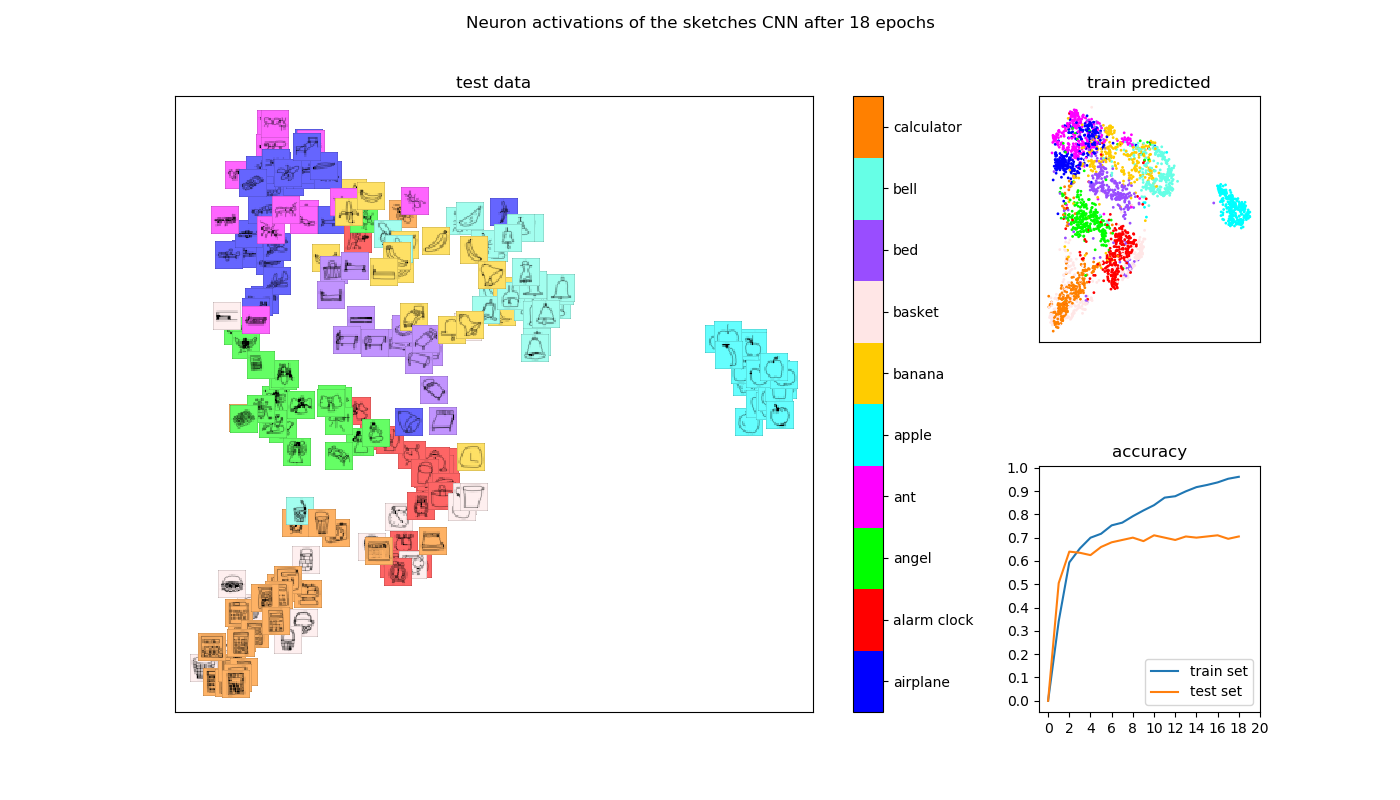 Neuron activations of the sketches CNN after 18 epochs
test data
calculator
bell
bed
basket
banana
apple
ant
angel
alarm clock
airplane
train predicted
accuracy
1.0
0.9
0.8
0.7
0.6
0.5
0.4
0.3
0.2
0.1
0.0
train set
test set
0 2 4 6 8 10 12 14 16 18 20